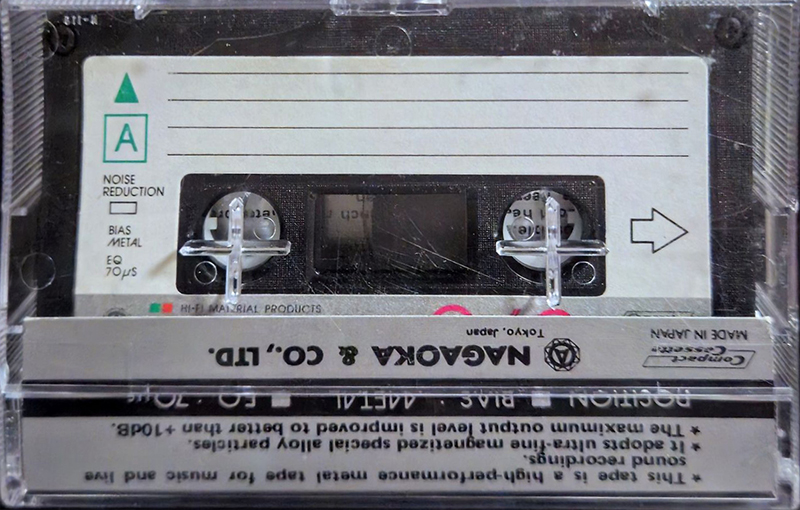 A
NOISE
REDUCTION
BIAS
METAL
EQ
70µS
HI-FI MATERIAL PRODUCTS
* This tape is a high-performance metal tape for music and live
sound recordings.
* It adopts ultra-fine magnetized special alloy particles.
* The maximum output level is improved to better than +10dB.
POSITION ■ BIAS : METAL ■ EQ : 70µs
NAGAOKA & CO., LTD.
Tokyo, Japan
Compact
Cassette
MADE IN JAPAN